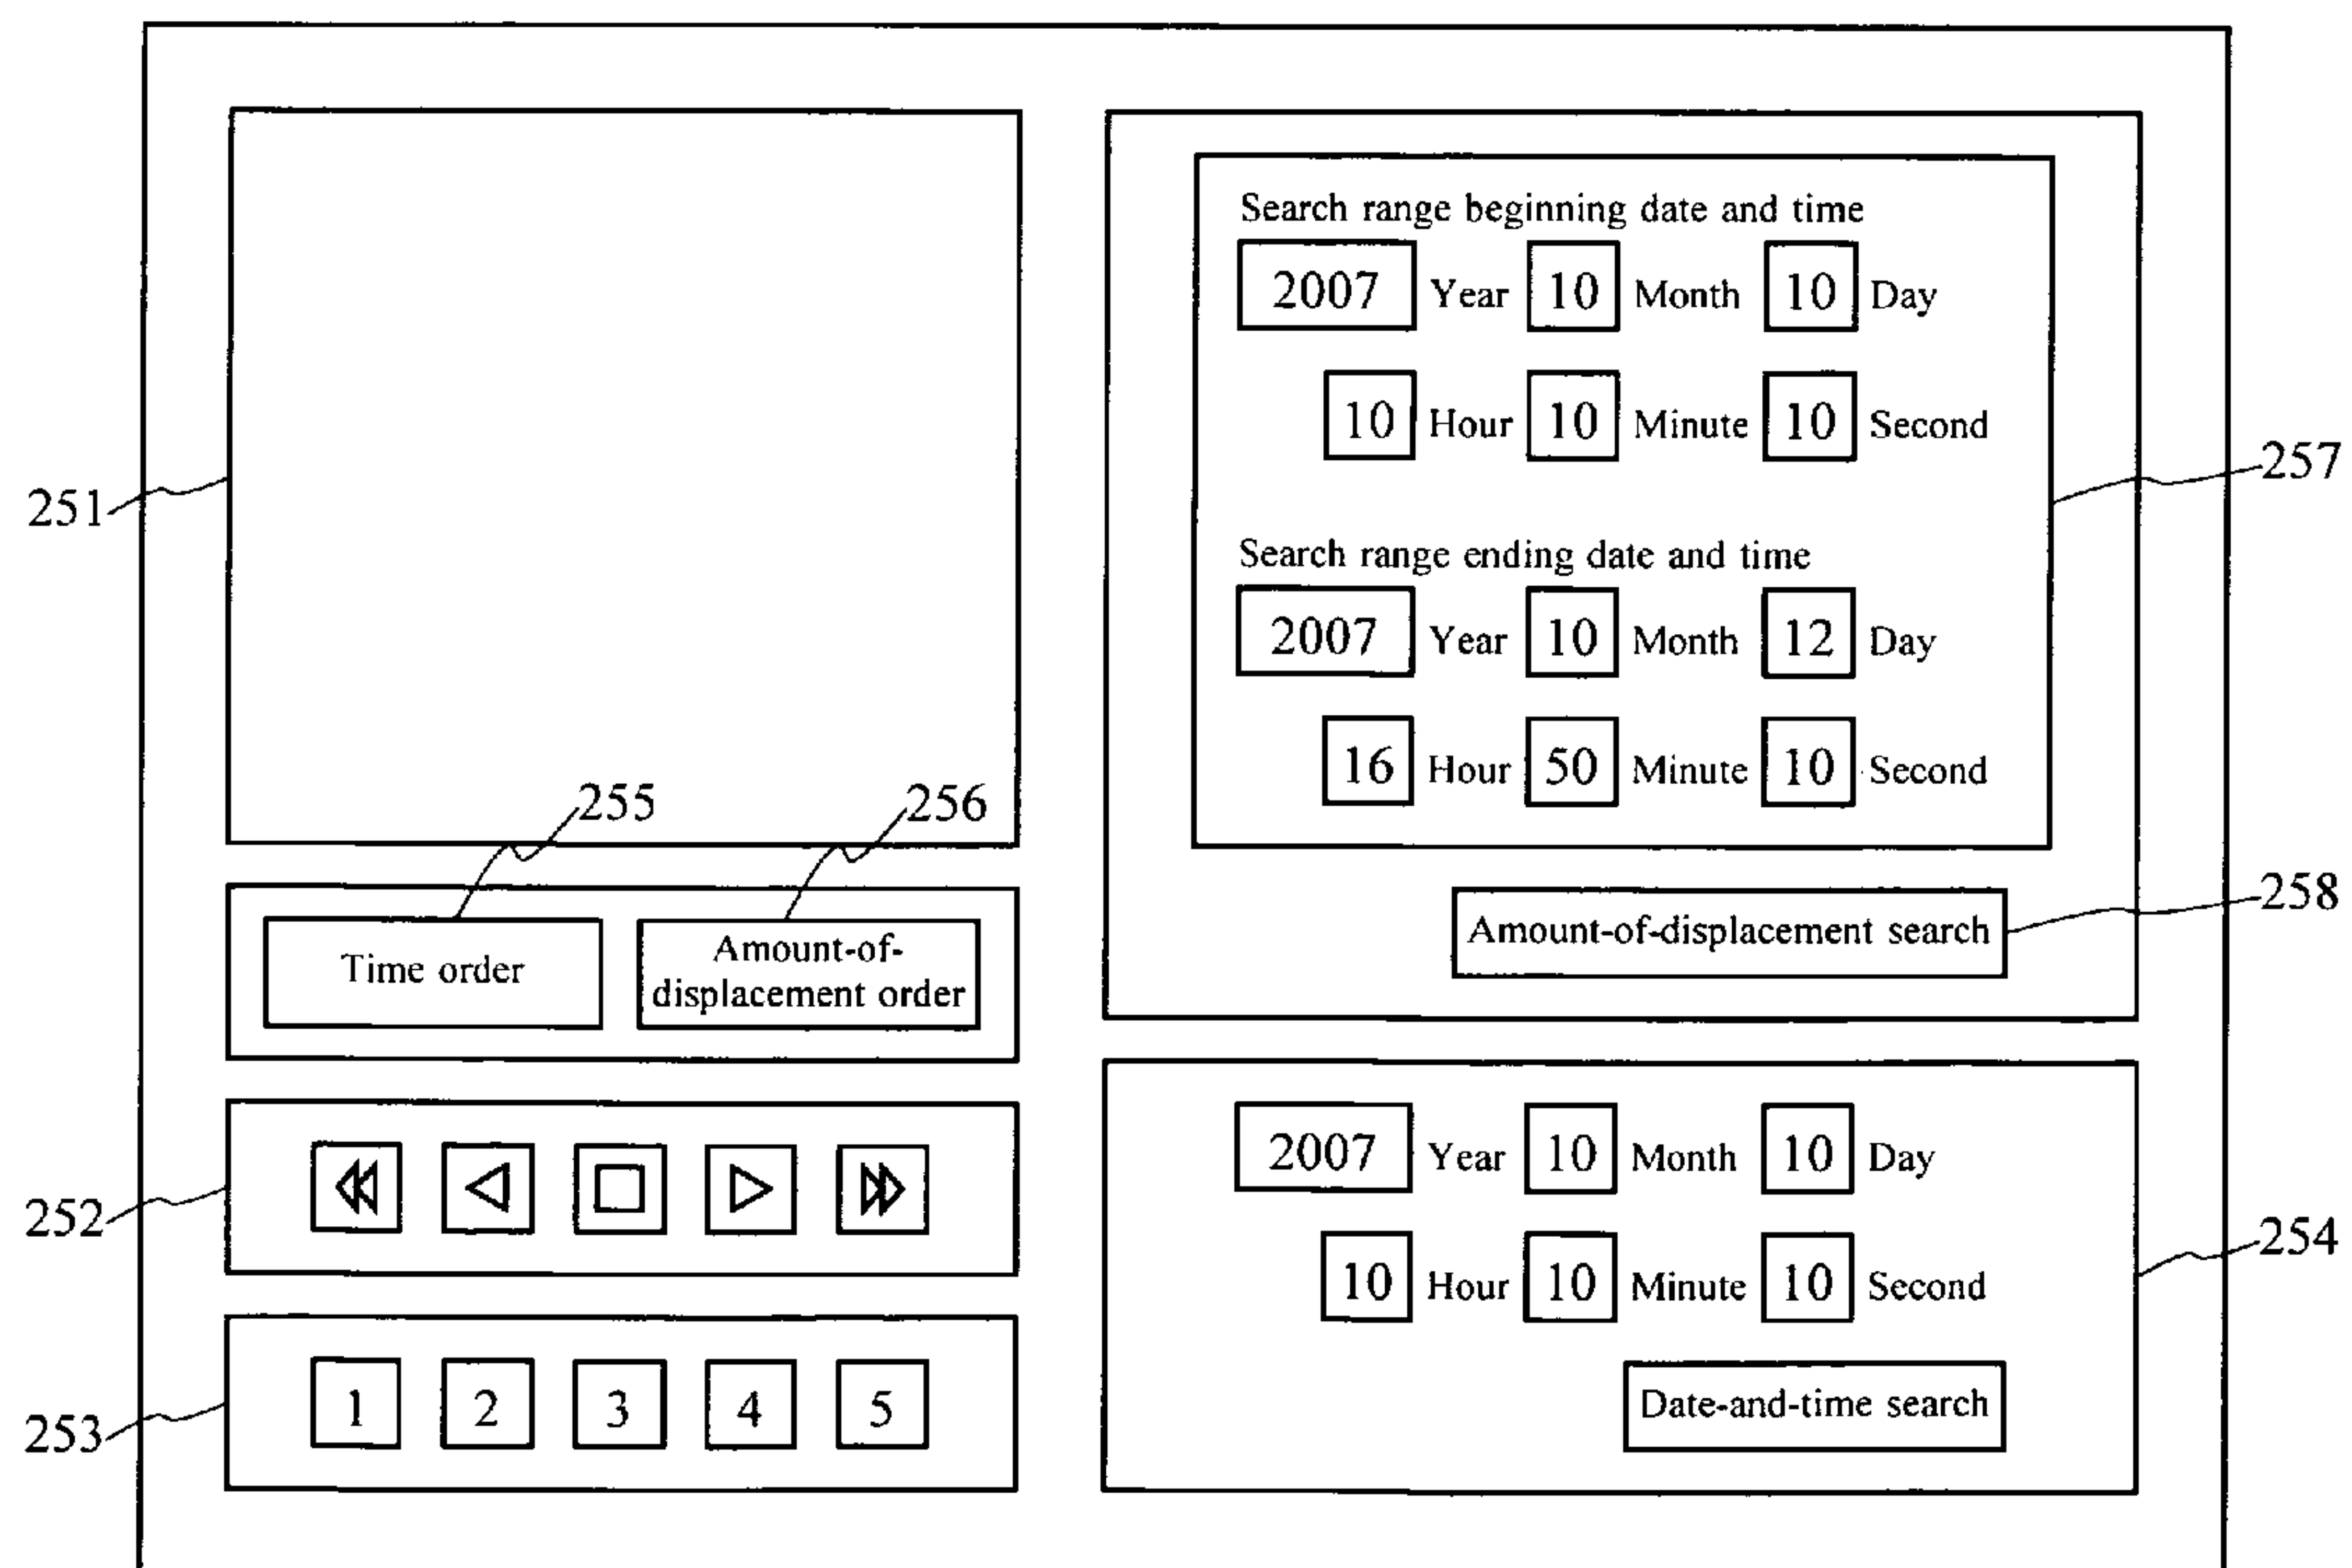 251
255
256
Time order
Amount-of-
displacement order
252
253
1 2 3 4 5
Search range beginning date and time
2007 Year 10 Month 10 Day
10 Hour 10 Minute 10 Second
Search range ending date and time
2007 Year 10 Month 12 Day
16 Hour 50 Minute 10 Second
257
Amount-of-displacement search
258
2007 Year 10 Month 10 Day
10 Hour 10 Minute 10 Second
254
Date-and-time search